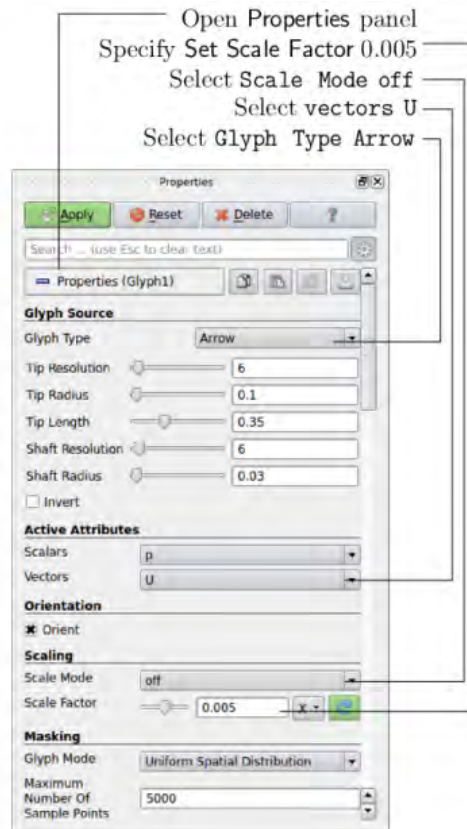 Open Properties panel
Specify Set Scale Factor 0.005
Select Scale Mode off
Select vectors U
Select Glyph Type Arrow
Properties
Apply Reset Delete ?
Search ... (use Esc to clear text)
Properties (Glyph1)
Glyph Source
Glyph Type Arrow
Tip Resolution 6
Tip Radius 0.1
Tip Length 0.35
Shaft Resolution 6
Shaft Radius 0.03
Invert
Active Attributes
Scalars p
Vectors U
Orientation
Orient
Scaling
Scale Mode off
Scale Factor 0.005 X
Masking
Glyph Mode Uniform Spatial Distribution
Maximum
Number Of 5000
Sample Points